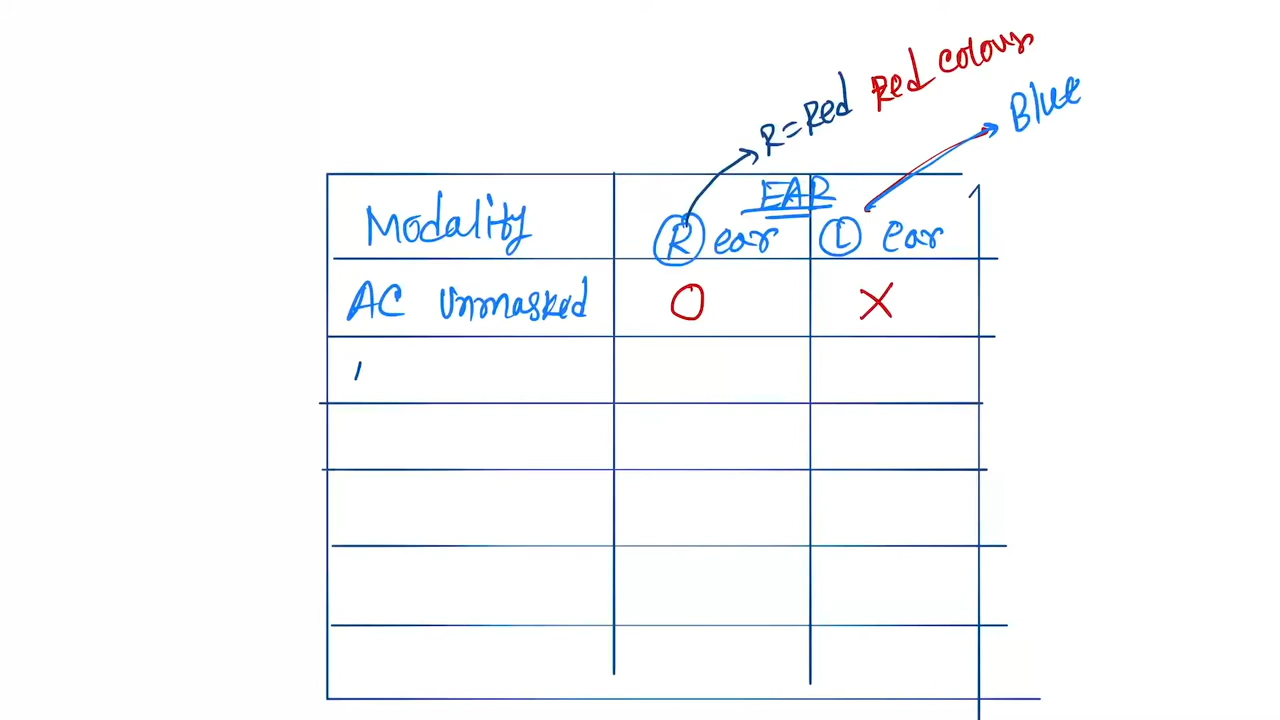 R=Red Red colour
Blue
EAR
Modality R ear L ear
AC Unmasked O X